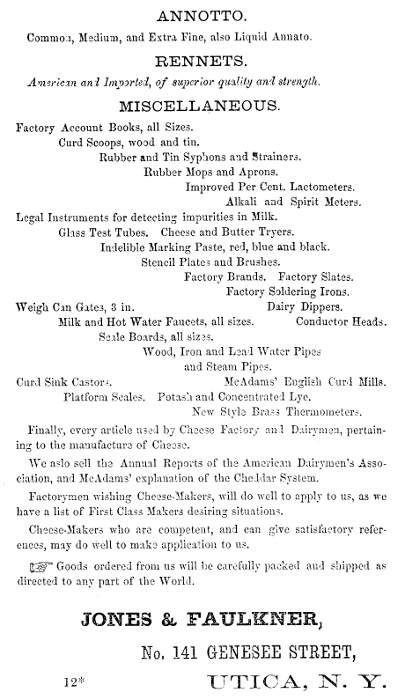 ANNOTTO.
Common, Medium, and Extra Fine, also Liquid Annato.
RENNETS.
American and Imported, of superior quality and strength.
MISCELLANEOUS.
Factory Account Books, all Sizes.
Curd Scoops, wood and tin.
Rubber and Tin Syphons and Strainers.
Rubber Mops and Aprons.
Improved Per Cent. Lactometers.
Alkali and Spirit Meters.
Legal Instruments for detecting impurities in Milk.
Glass Test Tubes. Cheese and Butter Tryers.
Indelible Marking Paste, red, blue and black.
Stencil Plates and Brushes.
Factory Brands. Factory Slates.
Factory Soldering Irons.
Weigh Can Gates, 3 in. Dairy Dippers.
Milk and Hot Water Faucets, all sizes. Conductor Heads.
Scale Boards, all sizes.
Wood, Iron and Lead Water Pipes
and Steam Pipes.
Curd Sink Castors. McAdams' English Curd Mills.
Platform Scales. Potash and Concentrated Lye.
New Style Brass Thermometers.
Finally, every article used by Cheese Factory and Dairymen, pertain-
ing to the manufacture of Cheese.
We aslo sell the Annual Reports of the American Dairymen's Asso-
ciation, and McAdams' explanation of the Cheddar System.
Factorymen wishing Cheese-Makers, will do well to apply to us, as we
have a list of First Class Makers desiring situations.
Cheese-Makers who are competent, and can give satisfactory refer-
ences, may do well to make application to us.
☞ Goods ordered from us will be carefully packed and shipped as
directed to any part of the World.
JONES & FAULKNER,
No. 141 GENESEE STREET,
12* UTICA, N. Y.